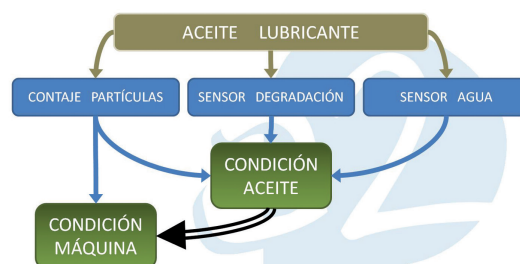 ACEITE LUBRICANTE
CONTAJE PARTÍCULAS
SENSOR DEGRADACIÓN
SENSOR AGUA
CONDICIÓN
ACEITE
CONDICIÓN
MÁQUINA